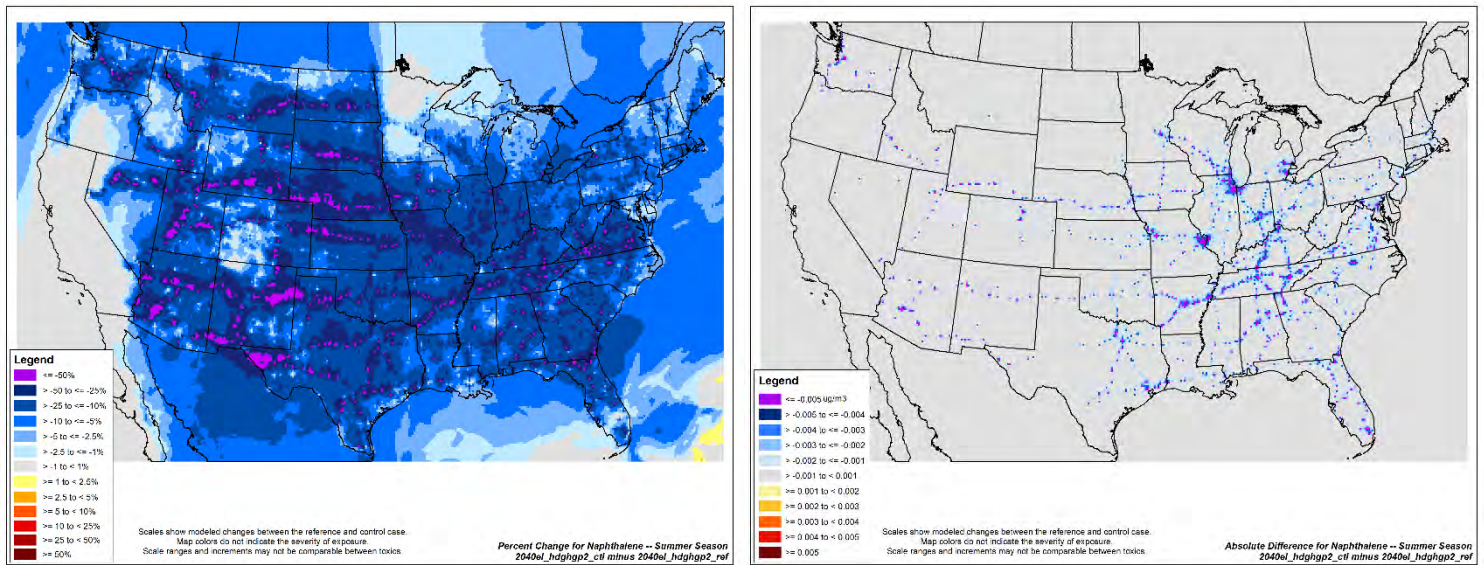 Legend
<= -50%
> -50 to <= -25%
> -25 to <= -10%
> -10 to <= -5%
> -5 to <= -2.5%
> -2.5 to <= -1%
> -1 to < 1%
>= 1 to < 2.5%
>= 2.5 to < 5%
>= 5 to < 10%
>= 10 to < 25%
>= 25 to < 50%
>= 50%
Scales show modeled changes between the reference and control case.
Map colors do not indicate the severity of exposure.
Scale ranges and increments may not be comparable between toxics.
Percent Change for Naphthalene -- Summer Season
2040el_hdghgp2_ctl minus 2040el_hdghgp2_ref
Legend
<= -0.005 ug/m3
> -0.005 to <= -0.004
> -0.004 to <= -0.003
> -0.003 to <= -0.002
> -0.002 to <= -0.001
> -0.001 to < 0.001
>= 0.001 to < 0.002
>= 0.002 to < 0.003
>= 0.003 to < 0.004
>= 0.004 to < 0.005
>= 0.005
Scales show modeled changes between the reference and control case.
Map colors do not indicate the severity of exposure.
Scale ranges and increments may not be comparable between toxics.
Absolute Difference for Naphthalene -- Summer Season
2040el_hdghgp2_ctl minus 2040el_hdghgp2_ref